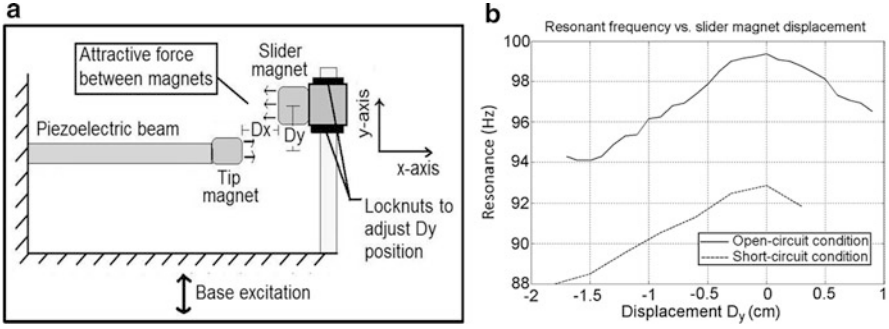 a
Attractive force
between magnets
Slider
magnet
Piezoelectric beam
Dx
Dy
y-axis
x-axis
Tip
magnet
Locknuts to
adjust Dy
position
Base excitation
b
Resonant frequency vs. slider magnet displacement
Resonance (Hz)
100
98
96
94
92
90
88
-2
-1.5
-1
-0.5
0
0.5
1
Displacement Dy (cm)
Open-circuit condition
Short-circuit condition